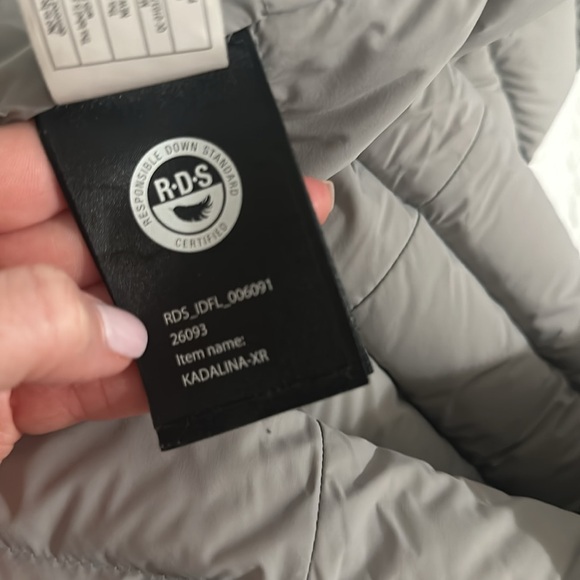 RESPONSIBLE DOWN STANDARD
R·D·S
CERTIFIED
RDS_IDFL_006091
26093
Item name:
KADALINA-XR